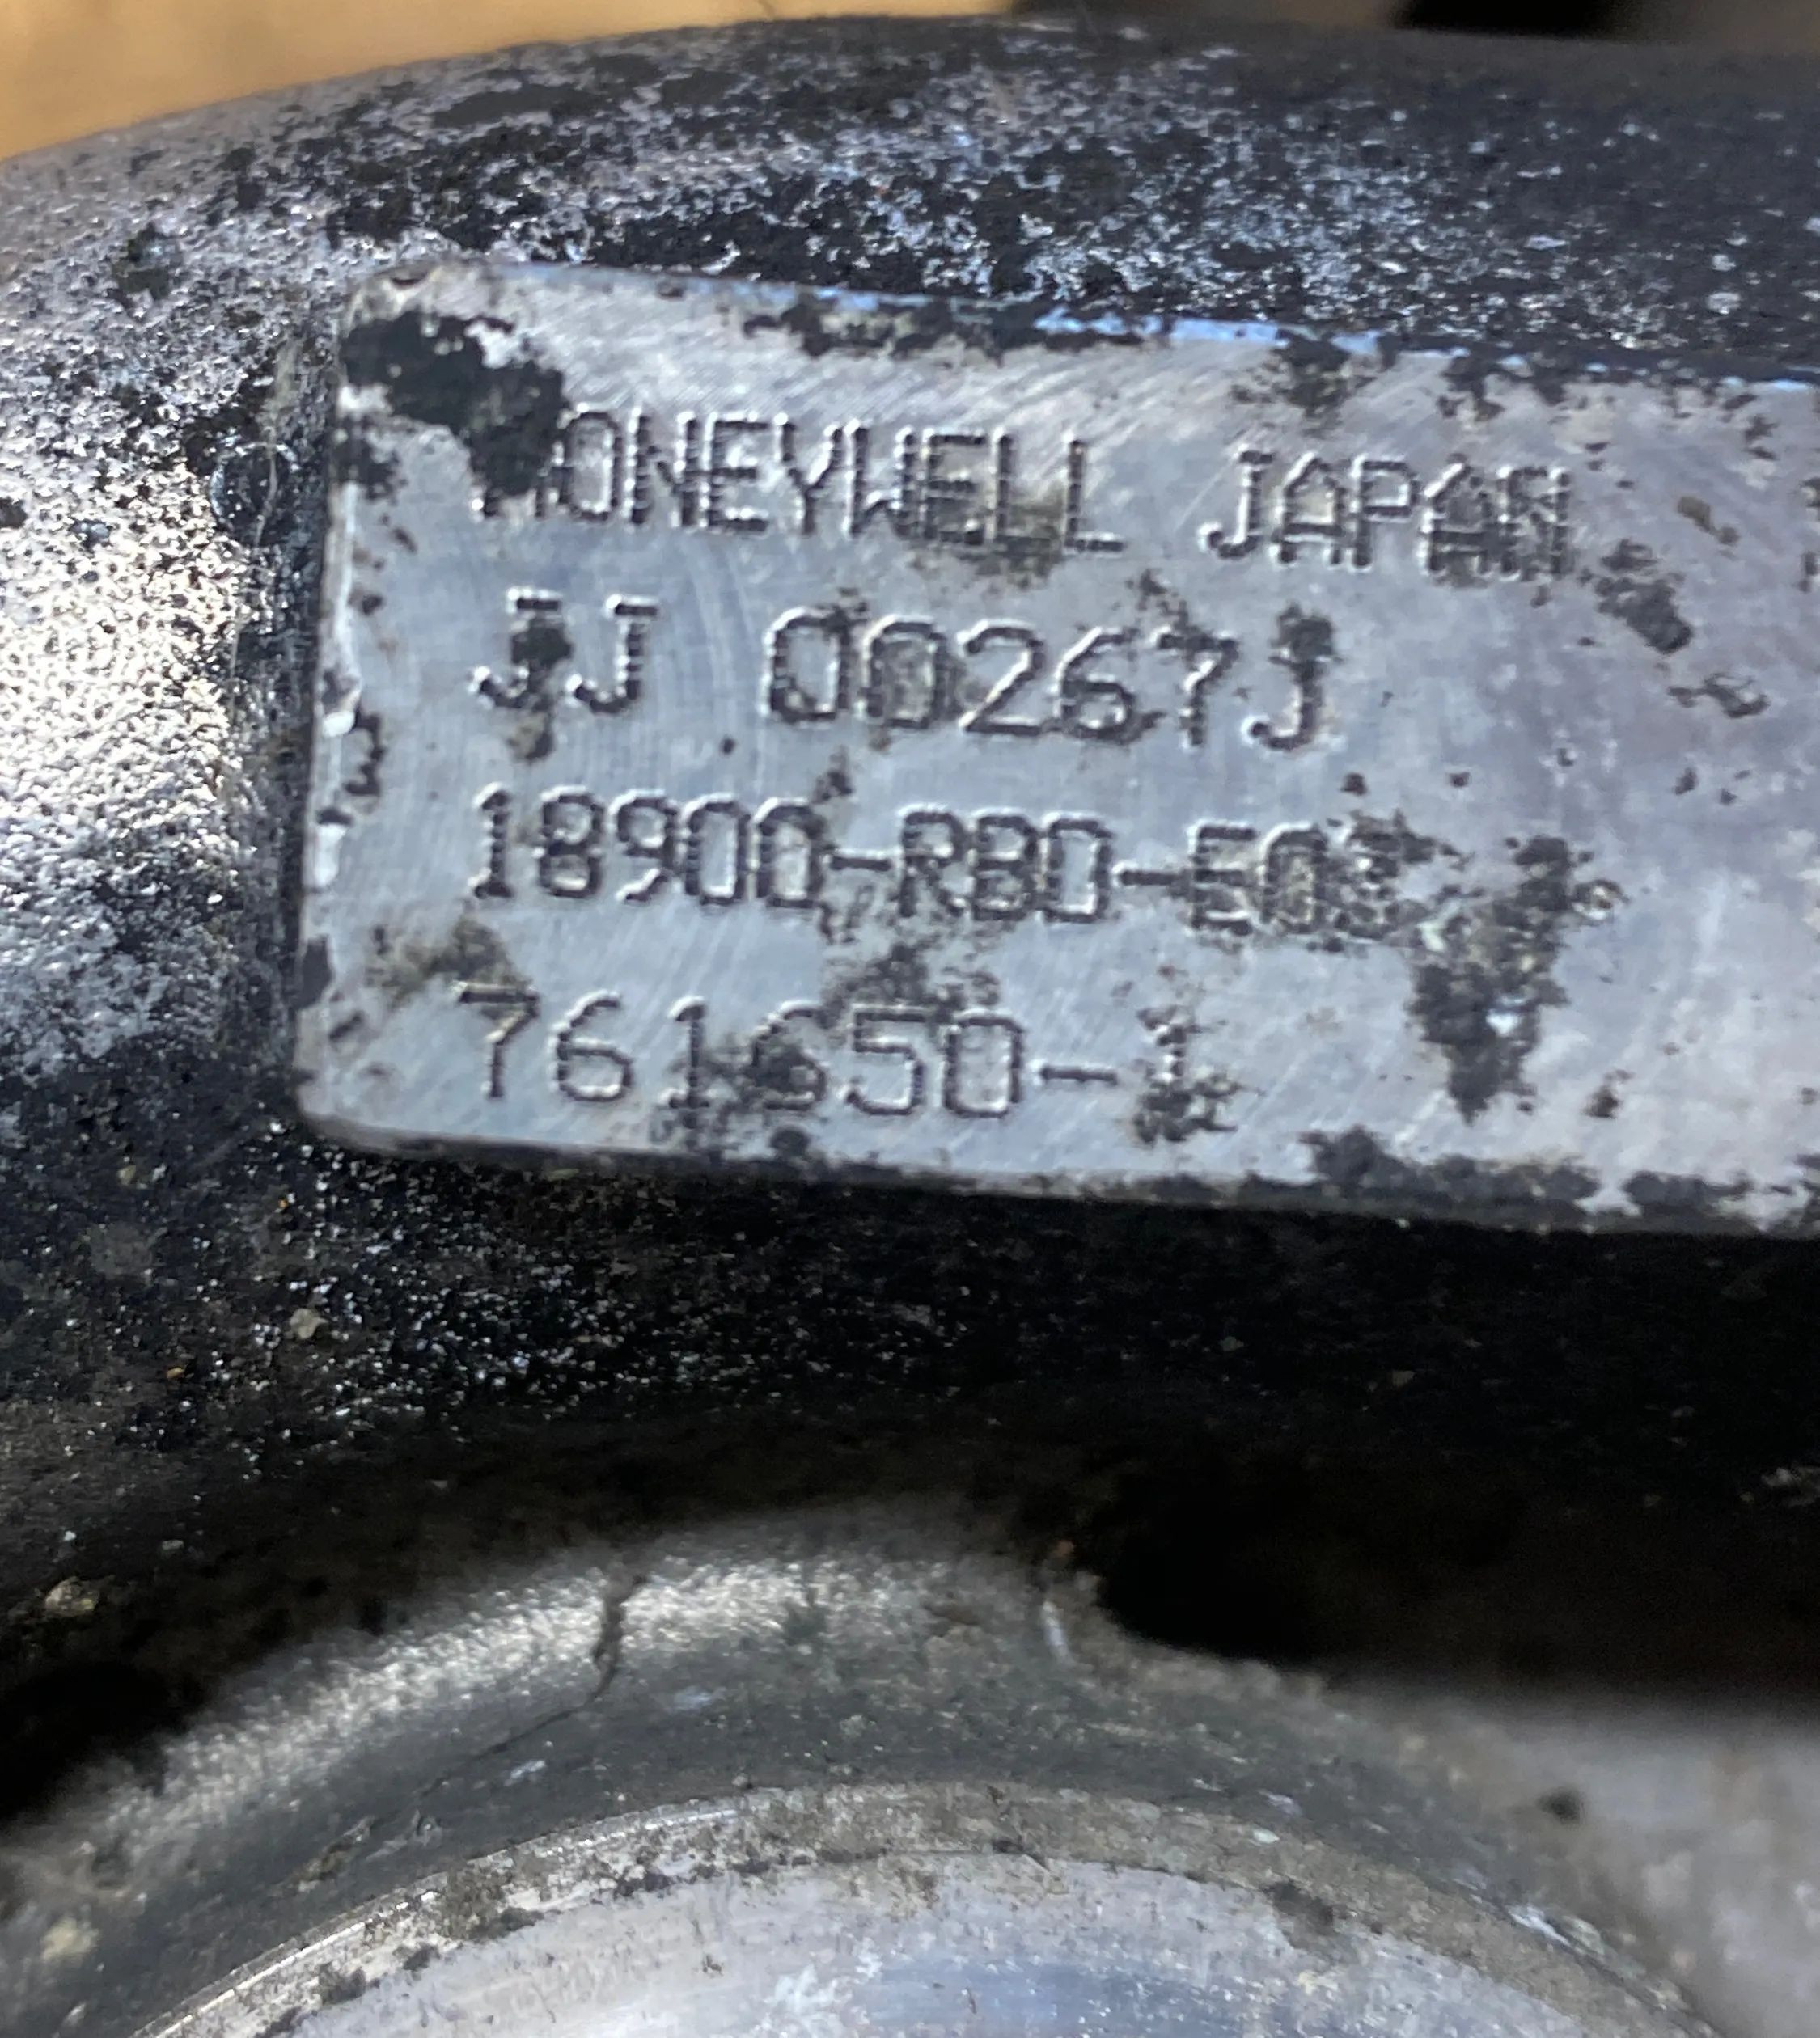 HONEYWELL JAPAN
JJ 00267J
18900-RBD-E03
761650-1